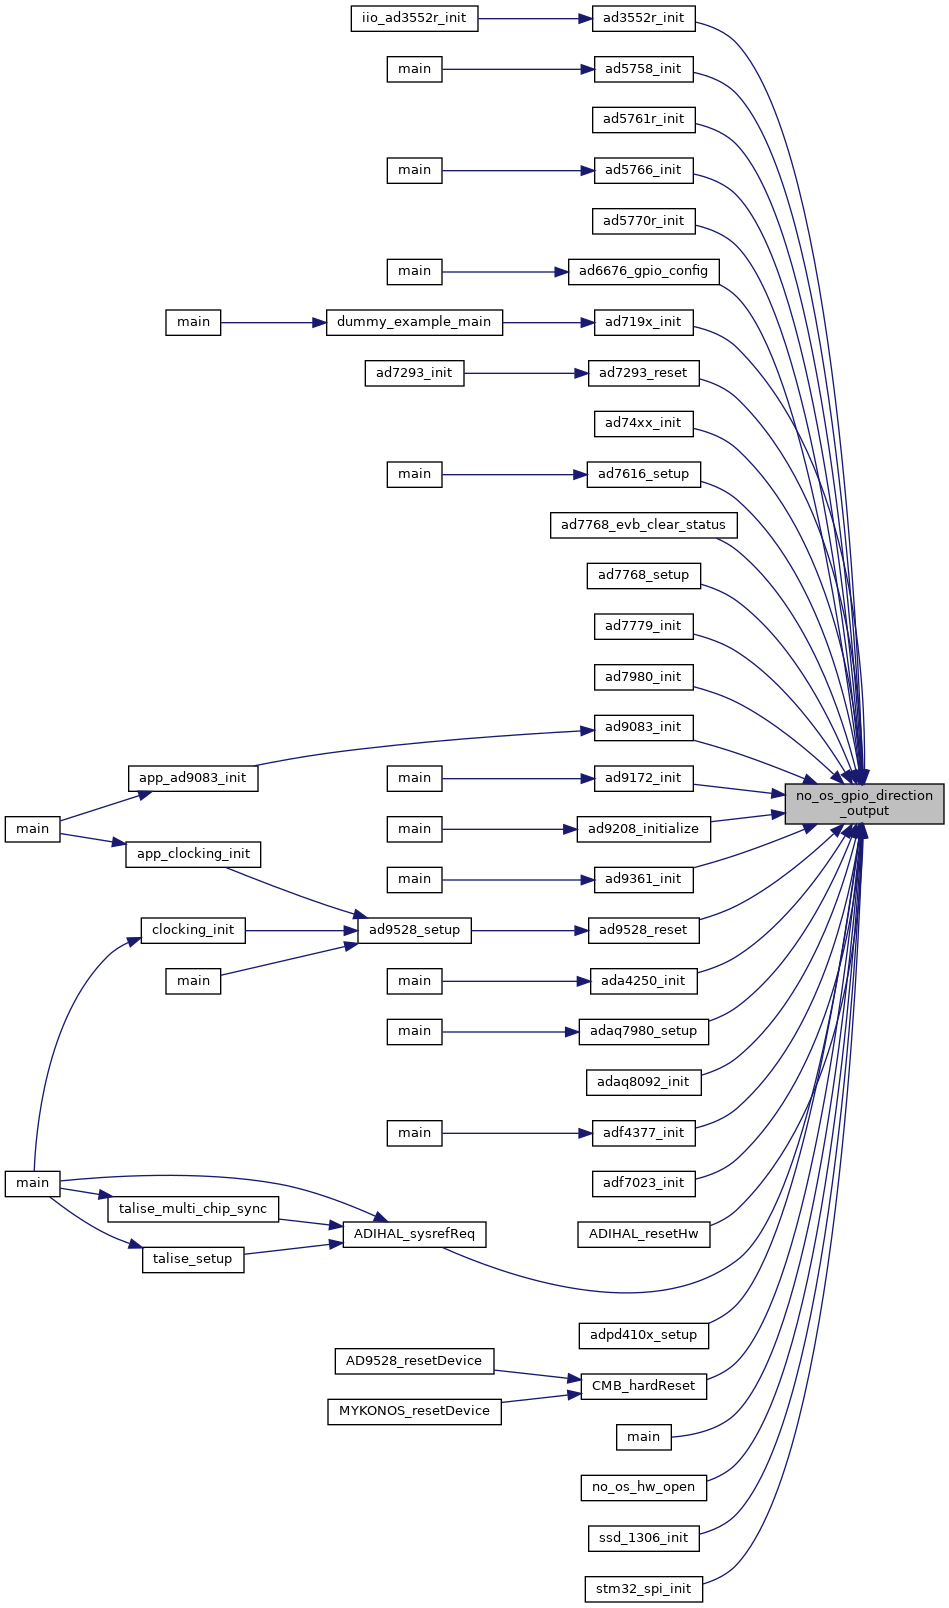 iio_ad3552r_init
ad3552r_init
main
ad5758_init
ad5761r_init
main
ad5766_init
ad5770r_init
main
ad6676_gpio_config
main
dummy_example_main
ad719x_init
ad7293_init
ad7293_reset
ad74xx_init
main
ad7616_setup
ad7768_evb_clear_status
ad7768_setup
ad7779_init
ad7980_init
ad9083_init
app_ad9083_init
main
ad9172_init
no_os_gpio_direction
_output
main
main
ad9208_initialize
app_clocking_init
main
ad9361_init
clocking_init
ad9528_setup
ad9528_reset
main
main
ada4250_init
main
adaq7980_setup
adaq8092_init
main
adf4377_init
main
adf7023_init
talise_multi_chip_sync
ADIHAL_sysrefReq
ADIHAL_resetHw
talise_setup
adpd410x_setup
AD9528_resetDevice
CMB_hardReset
MYKONOS_resetDevice
main
no_os_hw_open
ssd_1306_init
stm32_spi_init